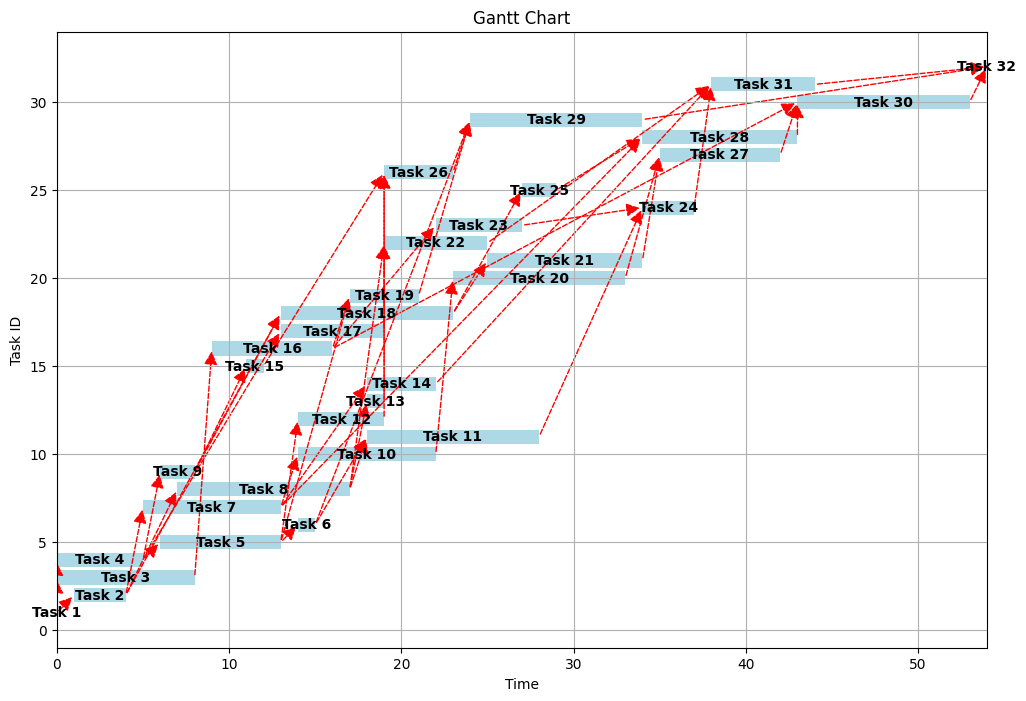 Gantt Chart
Task 32
Task 31
30
Task 30
Task 29
Task 28
Task 27
Task 26
25
Task 25
Task 24
Task 23
Task 22
Task 21
20
Task 20
Task 19
Task 18
Task 17
Task 16
15
Task 15
Task 14
Task 13
Task 12
Task 11
10
Task 10
Task 9
Task 8
Task 7
Task 6
5
Task 5
Task 4
Task 3
Task 2
Task 1
0
Task ID
0 10 20 30 40 50
Time